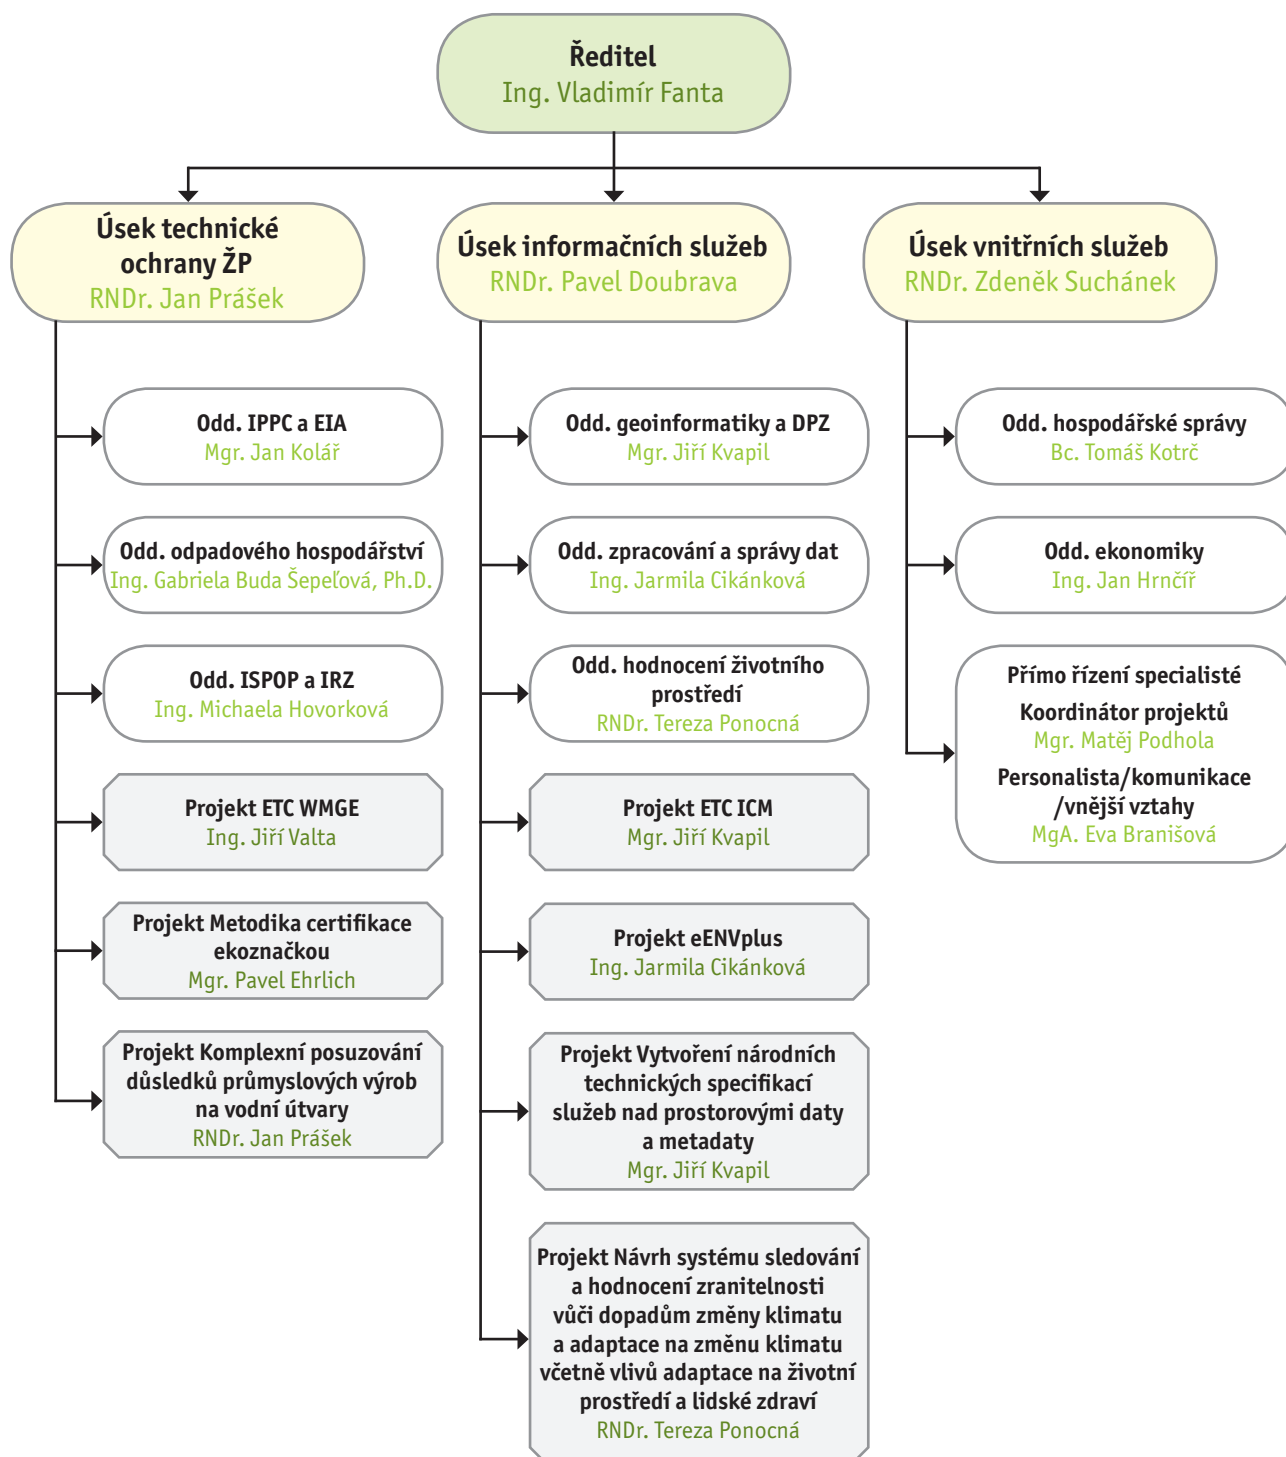 Ředitel
Ing. Vladimír Fanta
Úsek technické
ochrany ŽP
RNDr. Jan Prášek
Odd. IPPC a EIA
Mgr. Jan Kolář
Odd. odpadového hospodářství
Ing. Gabriela Buda Šepeľová, Ph.D.
Odd. ISPOP a IRZ
Ing. Michaela Hovorková
Projekt ETC WMGE
Ing. Jiří Valta
Projekt Metodika certifikace
ekoznačkou
Mgr. Pavel Ehrlich
Projekt Komplexní posuzování
důsledků průmyslových výrob
na vodní útvary
RNDr. Jan Prášek
Úsek informačních služeb
RNDr. Pavel Doubrava
Odd. geoinformatiky a DPZ
Mgr. Jiří Kvapil
Odd. zpracování a správy dat
Ing. Jarmila Cikánková
Odd. hodnocení životního
prostředí
RNDr. Tereza Ponocná
Projekt ETC ICM
Mgr. Jiří Kvapil
Projekt eENVplus
Ing. Jarmila Cikánková
Projekt Vytvoření národních
technických specifikací
služeb nad prostorovými daty
a metadaty
Mgr. Jiří Kvapil
Projekt Návrh systému sledování
a hodnocení zranitelnosti
vůči dopadům změny klimatu
a adaptace na změnu klimatu
včetně vlivů adaptace na životní
prostředí a lidské zdraví
RNDr. Tereza Ponocná
Úsek vnitřních služeb
RNDr. Zdeněk Suchánek
Odd. hospodářské správy
Bc. Tomáš Kotrč
Odd. ekonomiky
Ing. Jan Hrnčíř
Přímo řízení specialisté
Koordinátor projektů
Mgr. Matěj Podhola
Personalista/komunikace
/vnější vztahy
MgA. Eva Branišová